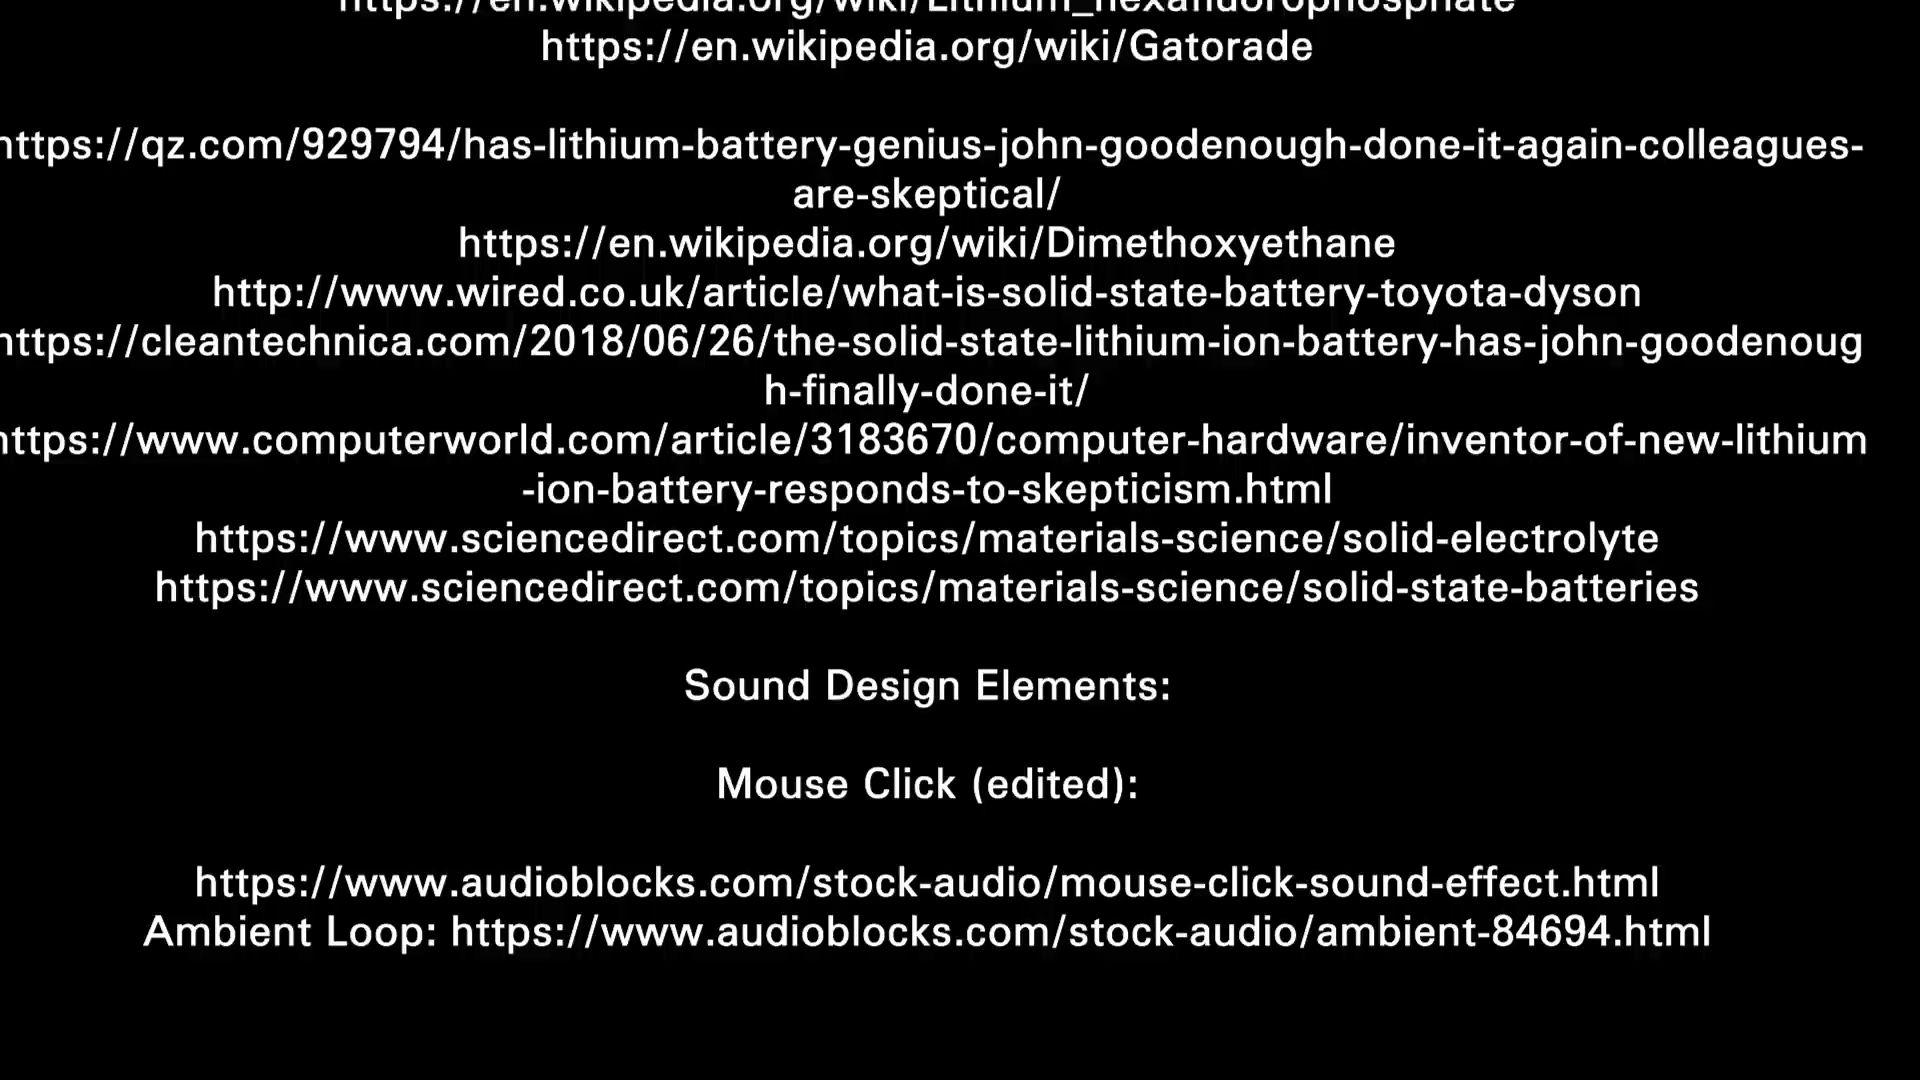 https://en.wikipedia.org/wiki/Lithium_hexafluorophosphate
https://en.wikipedia.org/wiki/Gatorade
https://qz.com/929794/has-lithium-battery-genius-john-goodenough-done-it-again-colleagues-
are-skeptical/
https://en.wikipedia.org/wiki/Dimethoxyethane
http://www.wired.co.uk/article/what-is-solid-state-battery-toyota-dyson
https://cleantechnica.com/2018/06/26/the-solid-state-lithium-ion-battery-has-john-goodenoug
h-finally-done-it/
https://www.computerworld.com/article/3183670/computer-hardware/inventor-of-new-lithium
-ion-battery-responds-to-skepticism.html
https://www.sciencedirect.com/topics/materials-science/solid-electrolyte
https://www.sciencedirect.com/topics/materials-science/solid-state-batteries
Sound Design Elements:
Mouse Click (edited):
https://www.audioblocks.com/stock-audio/mouse-click-sound-effect.html
Ambient Loop: https://www.audioblocks.com/stock-audio/ambient-84694.html